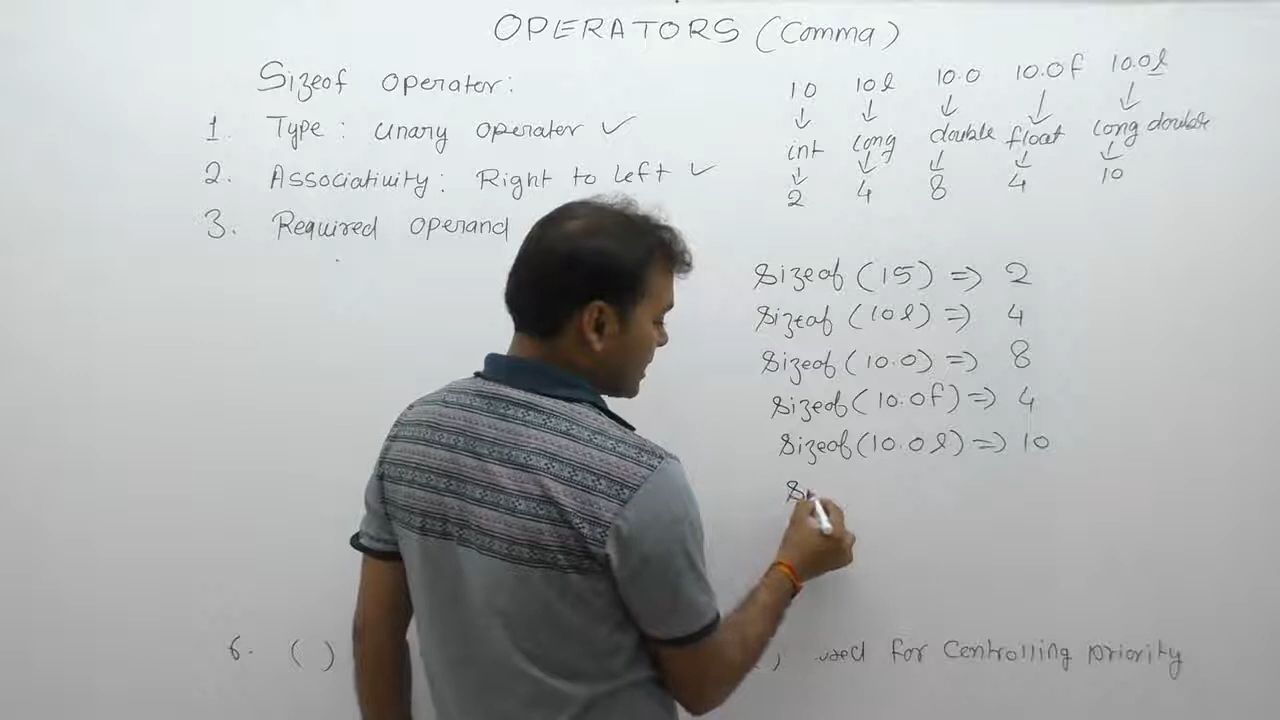 OPERATORS (Comma)
Sizeof operator:
1. Type: unary operator ✓
2. Associativity: Right to left ✓
3. Required operand
10 10l 10.0 10.0f 10.0l
↓ ↓ ↓ ↓ ↓
int long double float long double
↓ ↓ ↓ ↓ ↓
2 4 8 4 10
Sizeof (15) => 2
Sizeof (10l) => 4
Sizeof (10.0) => 8
Sizeof (10.0f) => 4
Sizeof (10.0l) => 10
S
6. ( ) used for Controlling priority